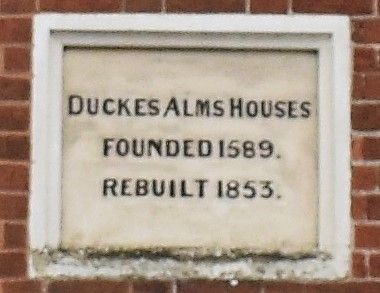 DUCKES ALMS HOUSES
FOUNDED 1589.
REBUILT 1853.